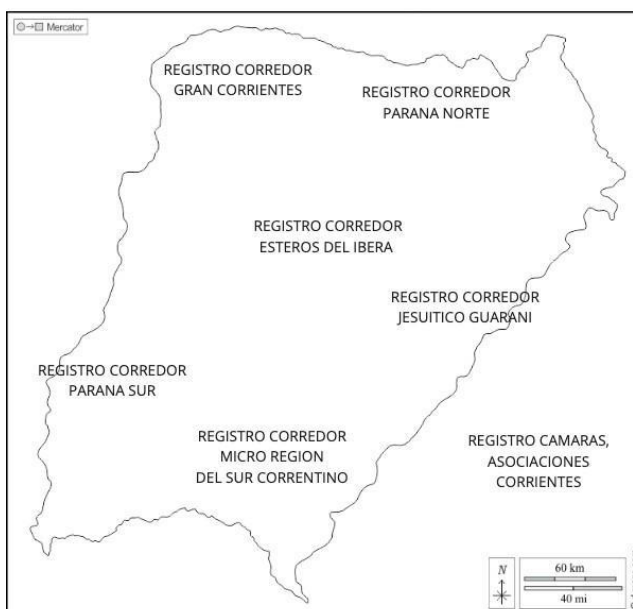 Mercator
REGISTRO CORREDOR
GRAN CORRIENTES
REGISTRO CORREDOR
PARANA NORTE
REGISTRO CORREDOR
ESTEROS DEL IBERA
REGISTRO CORREDOR
JESUITICO GUARANI
REGISTRO CORREDOR
PARANA SUR
REGISTRO CORREDOR
MICRO REGION
DEL SUR CORRENTINO
REGISTRO CAMARAS,
ASOCIACIONES
CORRIENTES
N
60 km
40 mi